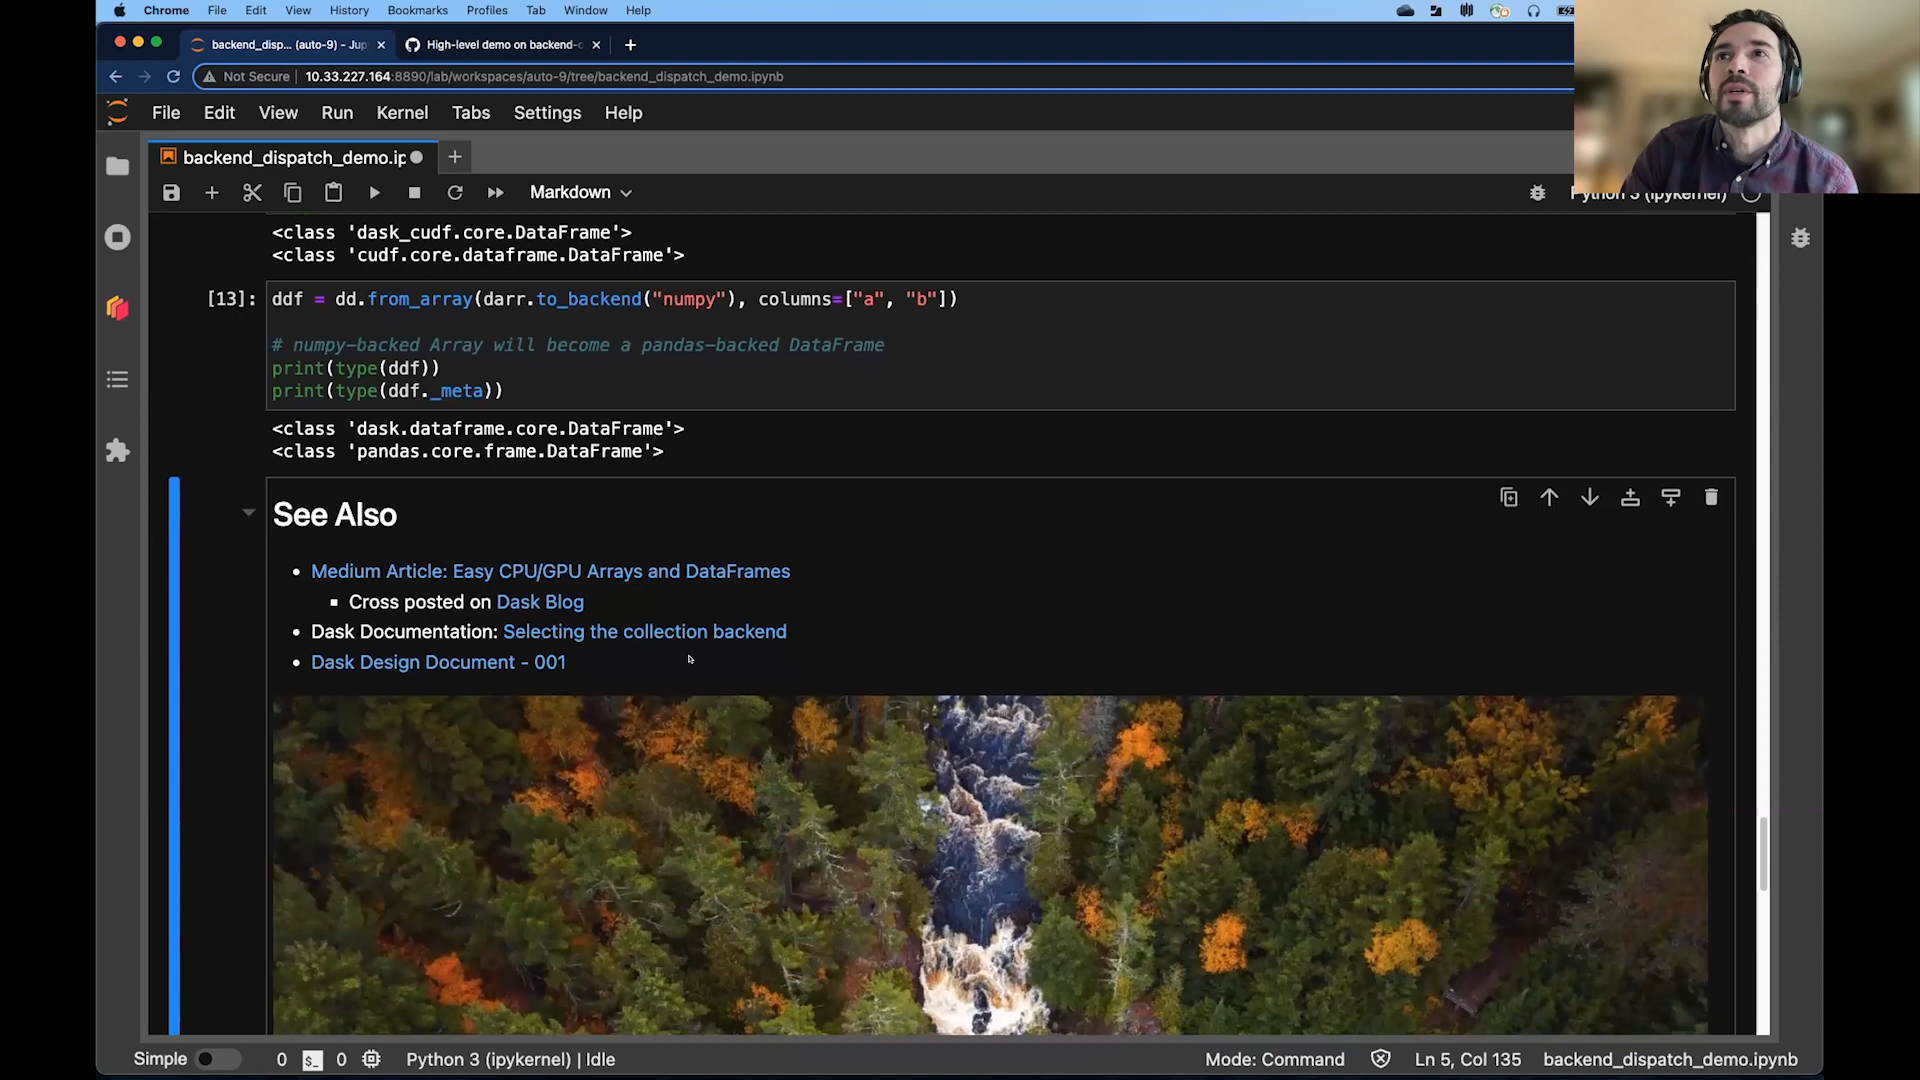 Chrome File Edit View History Bookmarks Profiles Tab Window Help
backend_disp... (auto-9) - Jup
High-level demo on backend-c
Not Secure 10.33.227.164:8890/lab/workspaces/auto-9/tree/backend_dispatch_demo.ipynb
File Edit View Run Kernel Tabs Settings Help
backend_dispatch_demo.ip
Markdown
Python 3 (ipykernel)
<class 'dask_cudf.core.DataFrame'>
<class 'cudf.core.dataframe.DataFrame'>
[13]: ddf = dd.from_array(darr.to_backend("numpy"), columns=["a", "b"])
# numpy-backed Array will become a pandas-backed DataFrame
print(type(ddf))
print(type(ddf._meta))
<class 'dask.dataframe.core.DataFrame'>
<class 'pandas.core.frame.DataFrame'>
See Also
• Medium Article: Easy CPU/GPU Arrays and DataFrames
▪ Cross posted on Dask Blog
• Dask Documentation: Selecting the collection backend
• Dask Design Document - 001
Simple 0 $_ 0 Python 3 (ipykernel) | Idle Mode: Command Ln 5, Col 135 backend_dispatch_demo.ipynb